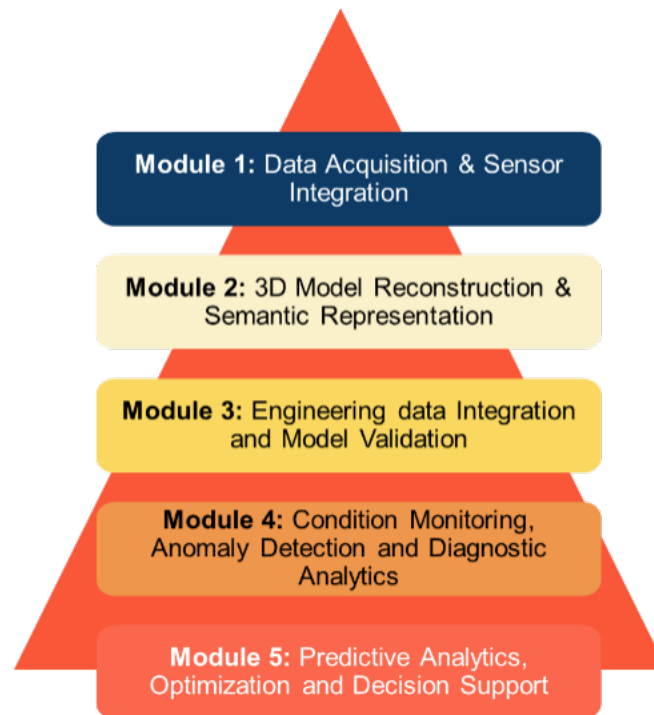 Module 1: Data Acquisition & Sensor
Integration
Module 2: 3D Model Reconstruction &
Semantic Representation
Module 3: Engineering data Integration
and Model Validation
Module 4: Condition Monitoring,
Anomaly Detection and Diagnostic
Analytics
Module 5: Predictive Analytics,
Optimization and Decision Support